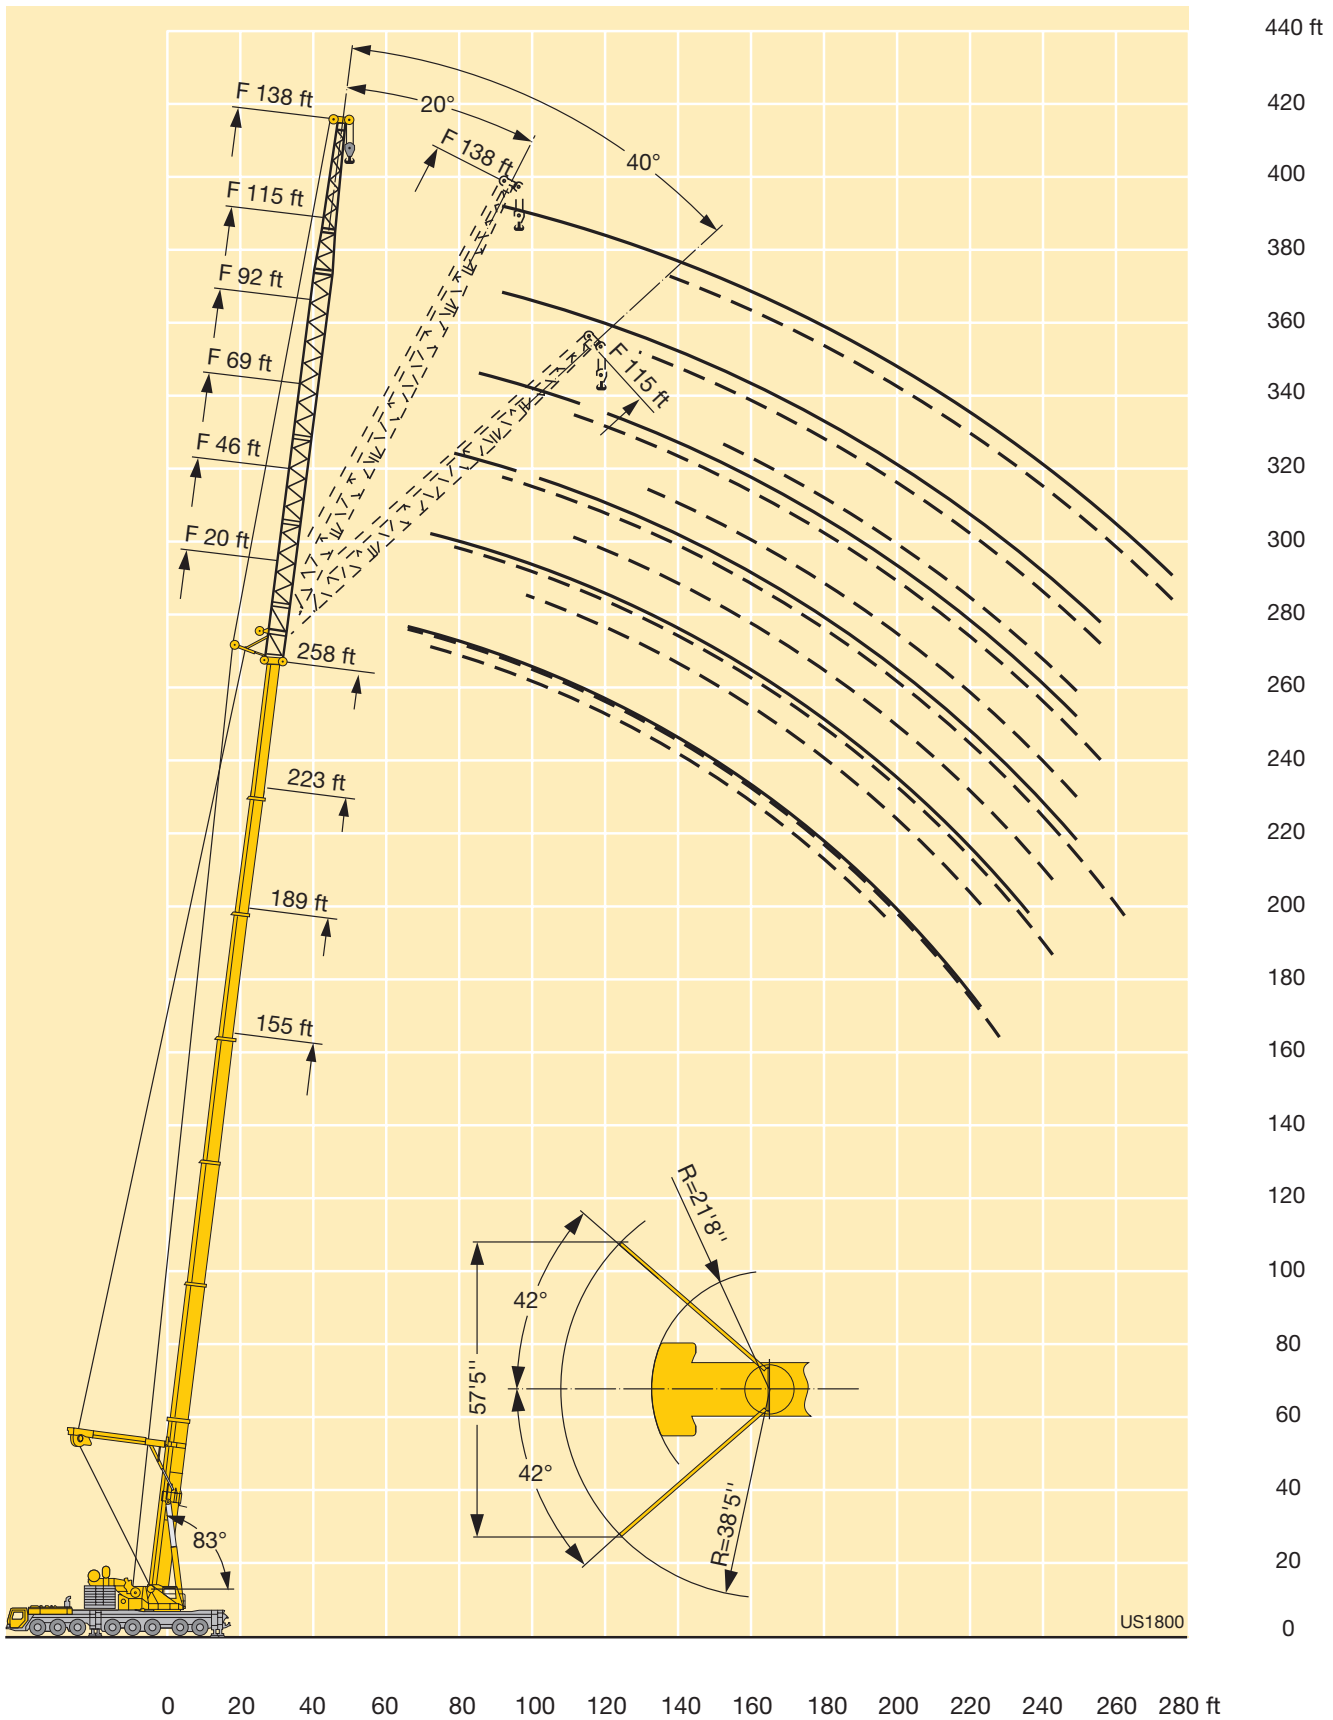 440 ft
F 138 ft
420
20°
F 138 ft
40°
400
F 115 ft
380
F 92 ft
360
F 69 ft
F 115 ft
340
F 46 ft
320
F 20 ft
300
280
258 ft
260
240
223 ft
220
189 ft
200
180
155 ft
160
140
120
R=21'8''
100
42°
80
57'5''
60
42°
40
R=38'5''
83°
20
US1800
0
0 20 40 60 80 100 120 140 160 180 200 220 240 260 280 ft